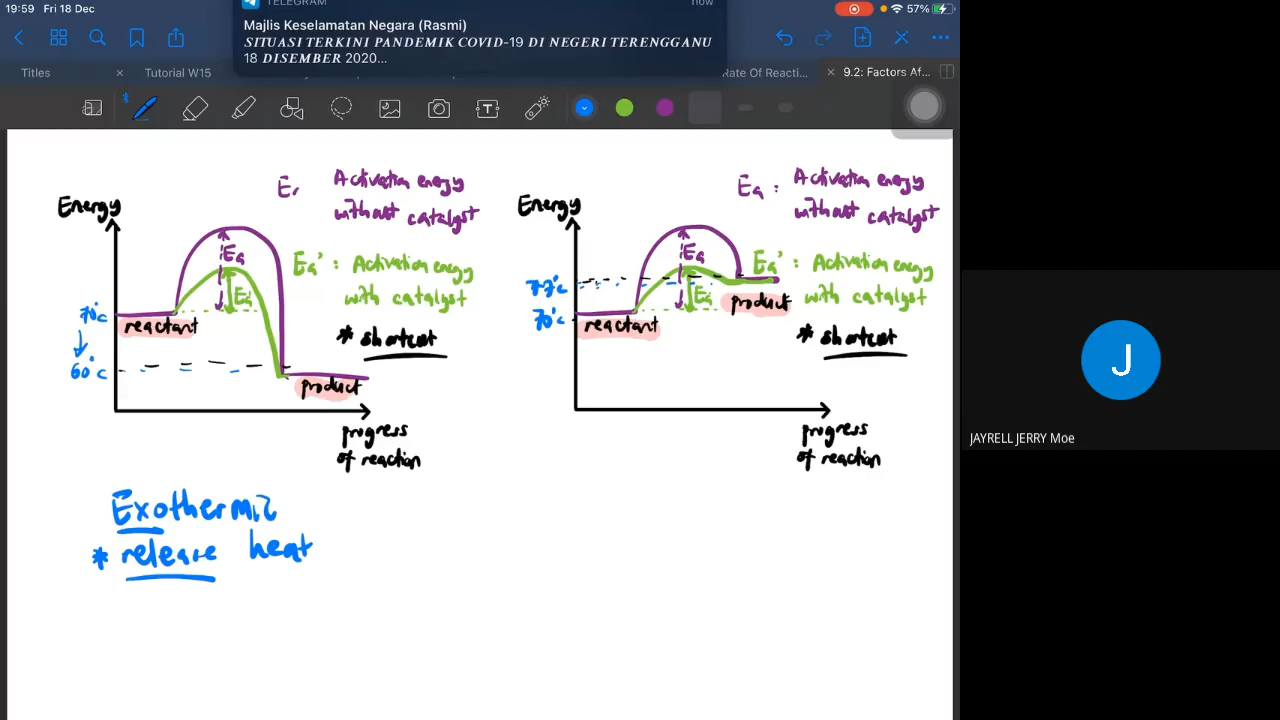 19:59 Fri 18 Dec
TELEGRAM
now
57%
Majlis Keselamatan Negara (Rasmi)
SITUASI TERKINI PANDEMIK COVID-19 DI NEGERI TERENGGANU
18 DISEMBER 2020...
Titles
Tutorial W15
Rate Of Reacti...
9.2: Factors Af...
T
Energy
Activation energy
without catalyst
Ea
Ea' : Activation energy
with catalyst
Ea'
70°c
reactant
* shortcut
60°c
product
progress
of reaction
Energy
Ea : Activation energy
without catalyst
Ea
Ea' : Activation energy
with catalyst
77°c
Ea'
product
70°c
reactant
* shortcut
progress
of reaction
Exothermic
* release heat
J
JAYRELL JERRY Moe